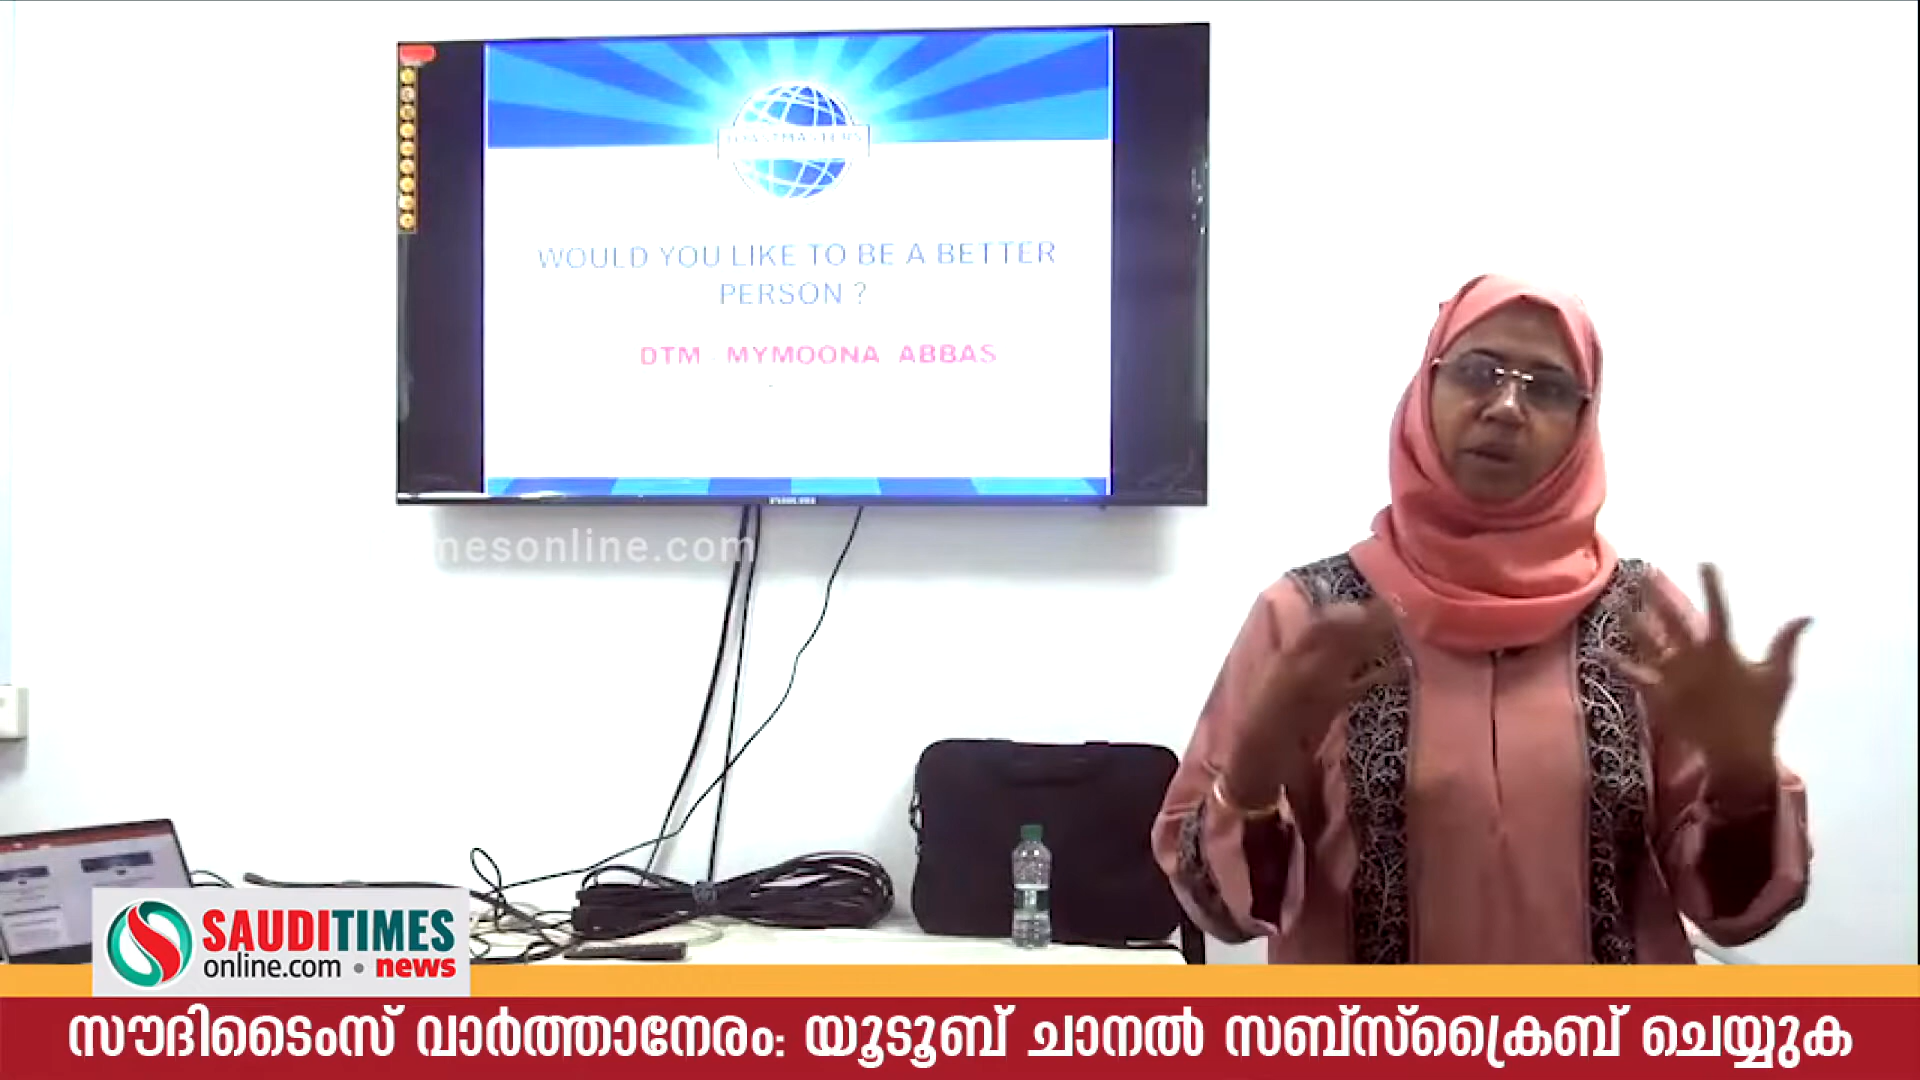 TOASTMASTERS
WOULD YOU LIKE TO BE A BETTER
PERSON ?
DTM MYMOONA ABBAS
mesonline.com
SAUDITIMES
online.com • news
സൗദിടൈംസ് വാർത്താനേരം: യൂടൂബ് ചാനൽ സബ്സ്ക്രൈബ് ചെയ്യുക